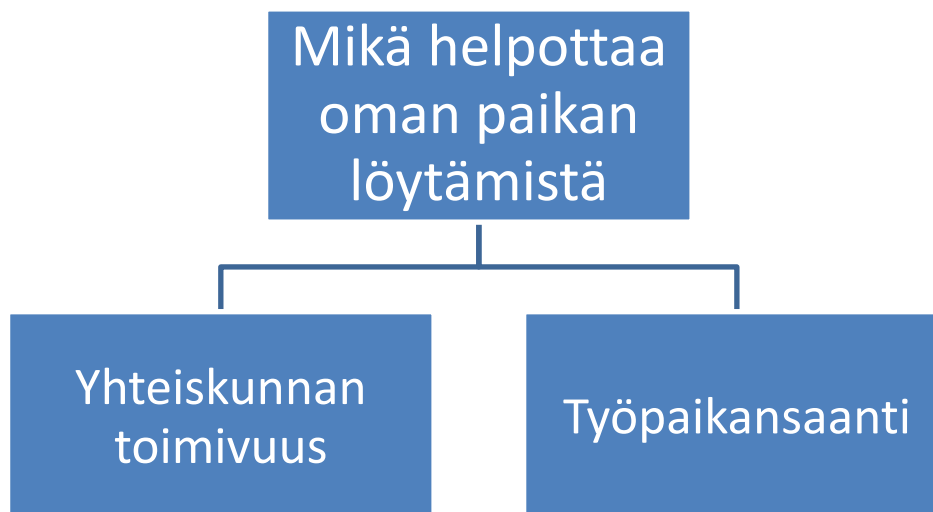 Mikä helpottaa
oman paikan
löytämistä
Yhteiskunnan
toimivuus
Työpaikansaanti